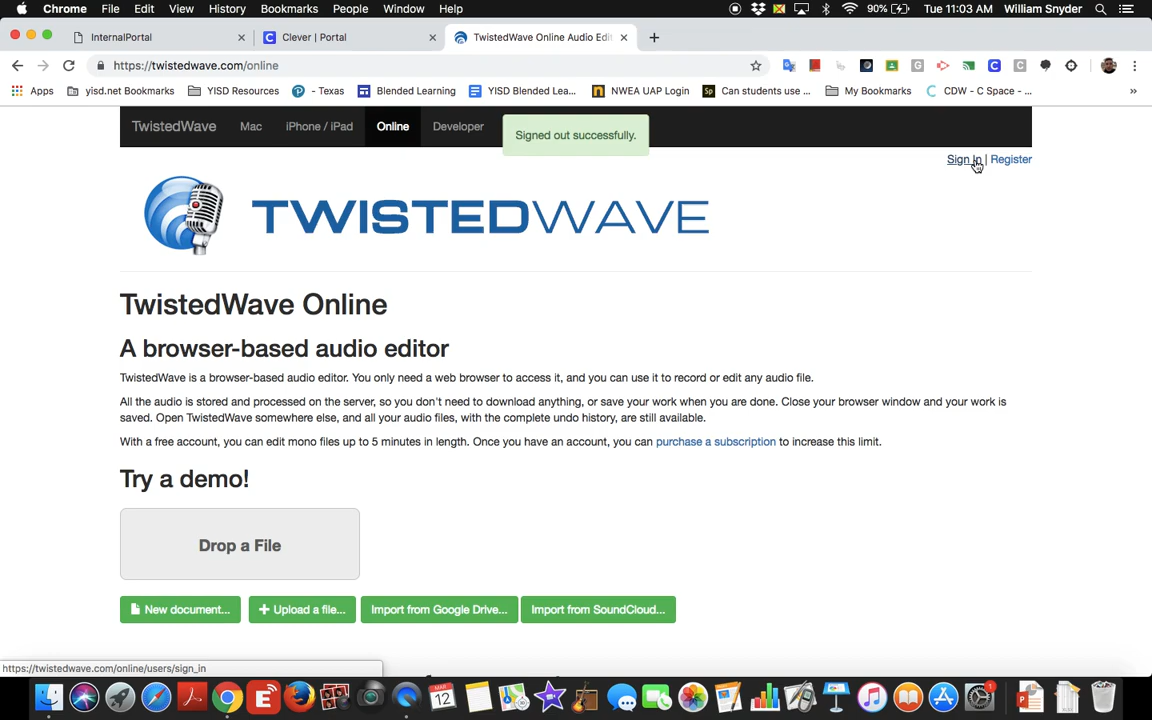 Chrome File Edit View History Bookmarks People Window Help 90% Tue 11:03 AM William Snyder
InternalPortal Clever | Portal TwistedWave Online Audio Edit
https://twistedwave.com/online
Apps yisd.net Bookmarks YISD Resources - Texas Blended Learning YISD Blended Lea... NWEA UAP Login Sp Can students use ... My Bookmarks CDW - C Space - ... »
TwistedWave Mac iPhone / iPad Online Developer Signed out successfully.
Sign In | Register
TWISTEDWAVE
TwistedWave Online
A browser-based audio editor
TwistedWave is a browser-based audio editor. You only need a web browser to access it, and you can use it to record or edit any audio file.
All the audio is stored and processed on the server, so you don't need to download anything, or save your work when you are done. Close your browser window and your work is
saved. Open TwistedWave somewhere else, and all your audio files, with the complete undo history, are still available.
With a free account, you can edit mono files up to 5 minutes in length. Once you have an account, you can purchase a subscription to increase this limit.
Try a demo!
Drop a File
New document... + Upload a file... Import from Google Drive... Import from SoundCloud...
https://twistedwave.com/online/users/sign_in
MAR
12
1